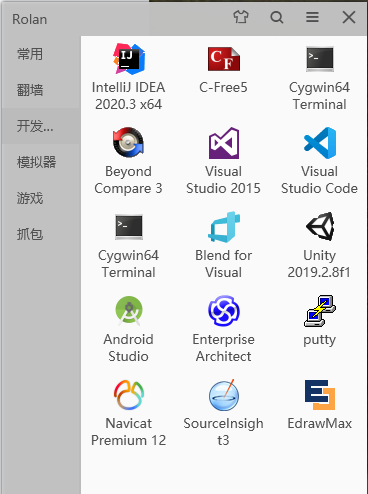 Rolan
常用
翻墙
开发...
模拟器
游戏
抓包
IntelliJ IDEA
2020.3 x64
C-Free5
Cygwin64
Terminal
Beyond
Compare 3
Visual
Studio 2015
Visual
Studio Code
Cygwin64
Terminal
Blend for
Visual
Unity
2019.2.8f1
Android
Studio
Enterprise
Architect
putty
Navicat
Premium 12
SourceInsigh
t3
EdrawMax